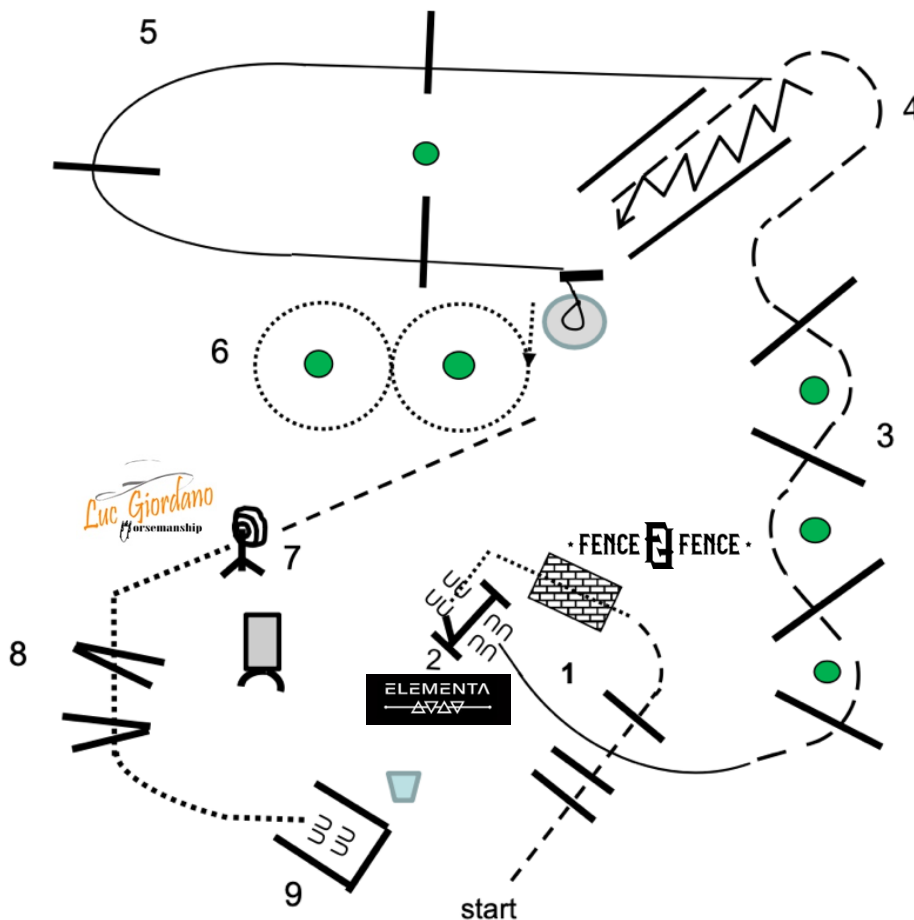 5
4
6
3
Luc Giordano
Horsemanship
7
FENCE FENCE
8
2
1
ELEMENTA
9
start